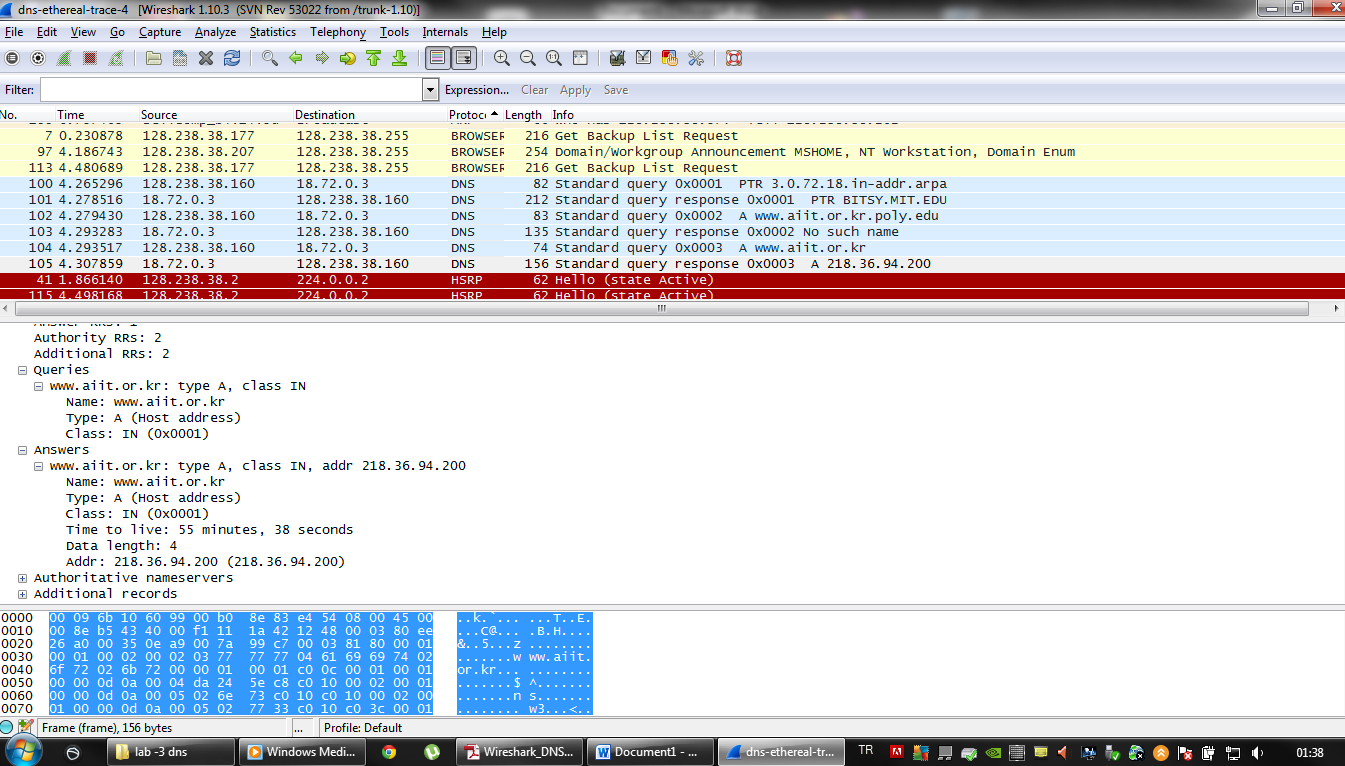 dns-ethereal-trace-4 [Wireshark 1.10.3 (SVN Rev 53022 from /trunk-1.10)]
File Edit View Go Capture Analyze Statistics Telephony Tools Internals Help
Filter: Expression... Clear Apply Save
No. Time Source Destination Protoc Length Info
7 0.230878 128.238.38.177 128.238.38.255 BROWSER 216 Get Backup List Request
97 4.186743 128.238.38.207 128.238.38.255 BROWSER 254 Domain/Workgroup Announcement MSHOME, NT Workstation, Domain Enum
113 4.480689 128.238.38.177 128.238.38.255 BROWSER 216 Get Backup List Request
100 4.265296 128.238.38.160 18.72.0.3 DNS 82 Standard query 0x0001 PTR 3.0.72.18.in-addr.arpa
101 4.278516 18.72.0.3 128.238.38.160 DNS 212 Standard query response 0x0001 PTR BITSY.MIT.EDU
102 4.279430 128.238.38.160 18.72.0.3 DNS 83 Standard query 0x0002 A www.aiit.or.kr.poly.edu
103 4.293283 18.72.0.3 128.238.38.160 DNS 135 Standard query response 0x0002 No such name
104 4.293517 128.238.38.160 18.72.0.3 DNS 74 Standard query 0x0003 A www.aiit.or.kr
105 4.307859 18.72.0.3 128.238.38.160 DNS 156 Standard query response 0x0003 A 218.36.94.200
41 1.866140 128.238.38.2 224.0.0.2 HSRP 62 Hello (state Active)
115 4.498168 128.238.38.2 224.0.0.2 HSRP 62 Hello (state Active)
Answer RRs: 1
Authority RRs: 2
Additional RRs: 2
Queries
www.aiit.or.kr: type A, class IN
Name: www.aiit.or.kr
Type: A (Host address)
Class: IN (0x0001)
Answers
www.aiit.or.kr: type A, class IN, addr 218.36.94.200
Name: www.aiit.or.kr
Type: A (Host address)
Class: IN (0x0001)
Time to live: 55 minutes, 38 seconds
Data length: 4
Addr: 218.36.94.200 (218.36.94.200)
Authoritative nameservers
Additional records
0000 00 09 6b 10 60 99 00 b0 8e 83 e4 54 08 00 45 00 ..k.`... ...T..E.
0010 00 8e b5 43 40 00 f1 11 1a 42 12 48 00 03 80 ee ...C@... .B.H....
0020 26 a0 00 35 0e a9 00 7a 99 c7 00 03 81 80 00 01 &..5...z ........
0030 00 01 00 02 00 02 03 77 77 77 04 61 69 69 74 02 .......w ww.aiit.
0040 6f 72 02 6b 72 00 00 01 00 01 c0 0c 00 01 00 01 or.kr... ........
0050 00 00 0d 0a 00 04 da 24 5e c8 c0 10 00 02 00 01 .......$ ^.......
0060 00 00 0d 0a 00 05 02 6e 73 c0 10 c0 10 00 02 00 .......n s.......
0070 01 00 00 0d 0a 00 05 02 77 33 c0 10 c0 3c 00 01 ........ w3...<..
Frame (frame), 156 bytes ... Profile: Default
lab -3 dns Windows Medi... Wireshark_DNS... Document1 - ... dns-ethereal-tra... TR 01:38